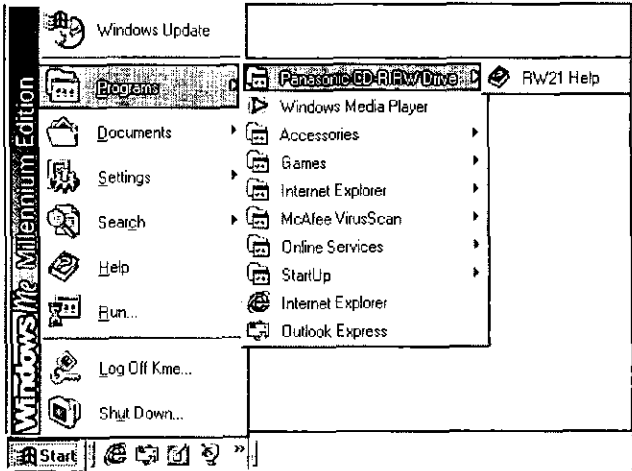 Windows Me Millennium Edition
Windows Update
Programs
Documents
Settings
Search
Help
Run...
Log Off Kme...
Shut Down...
Panasonic CD-R/RW Drive
Windows Media Player
Accessories
Games
Internet Explorer
McAfee VirusScan
Online Services
StartUp
Internet Explorer
Outlook Express
RW21 Help
Start
»